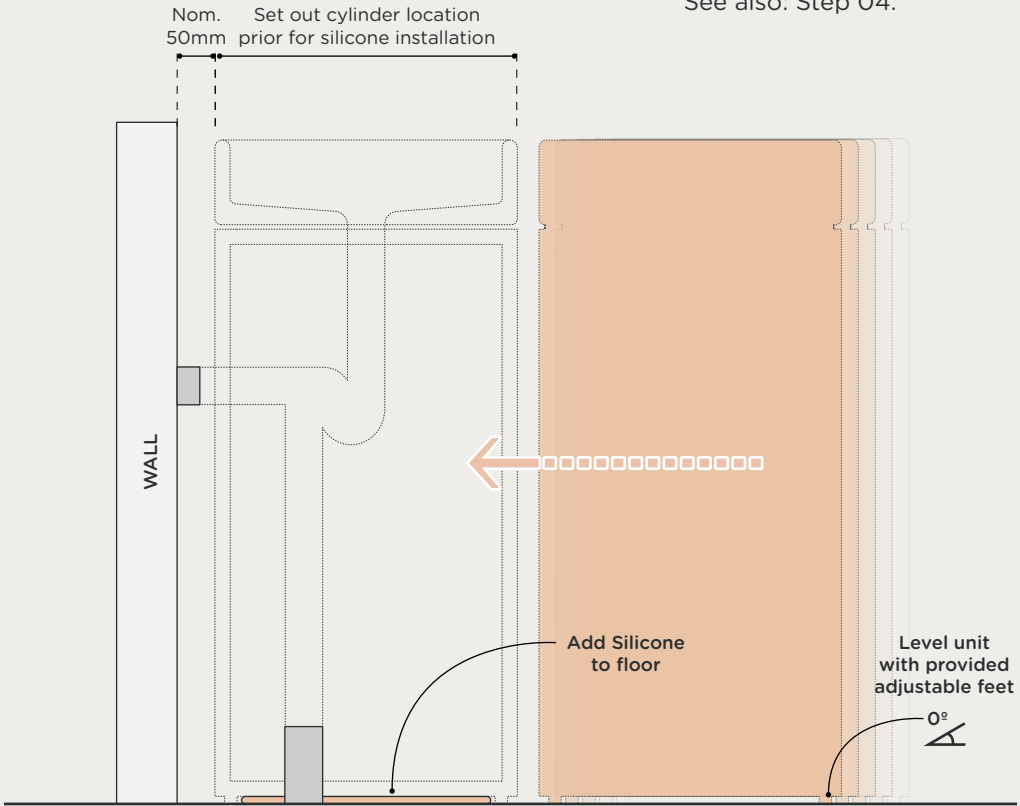 See also: Step 04.
Nom.
50mm
Set out cylinder location
prior for silicone installation
WALL
Add Silicone
to floor
Level unit
with provided
adjustable feet
0º